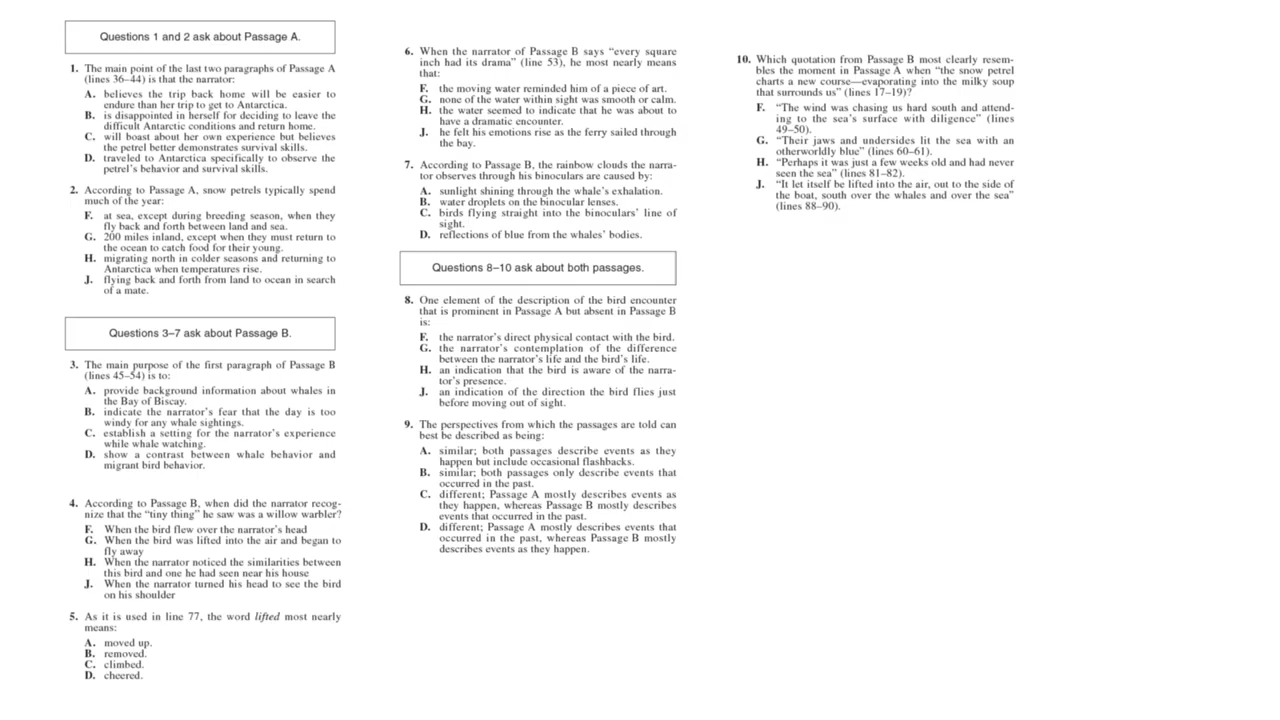 Questions 1 and 2 ask about Passage A.
1. The main point of the last two paragraphs of Passage A
(lines 36–44) is that the narrator:
A. believes the trip back home will be easier to
endure than her trip to get to Antarctica.
B. is disappointed in herself for deciding to leave the
difficult Antarctic conditions and return home.
C. will boast about her own experience but believes
the petrel better demonstrates survival skills.
D. traveled to Antarctica specifically to observe the
petrel's behavior and survival skills.
2. According to Passage A, snow petrels typically spend
much of the year:
F. at sea, except during breeding season, when they
fly back and forth between land and sea.
G. 200 miles inland, except when they must return to
the ocean to catch food for their young.
H. migrating north in colder seasons and returning to
Antarctica when temperatures rise.
J. flying back and forth from land to ocean in search
of a mate.
Questions 3–7 ask about Passage B.
3. The main purpose of the first paragraph of Passage B
(lines 45–54) is to:
A. provide background information about whales in
the Bay of Biscay.
B. indicate the narrator's fear that the day is too
windy for any whale sightings.
C. establish a setting for the narrator's experience
while whale watching.
D. show a contrast between whale behavior and
migrant bird behavior.
4. According to Passage B, when did the narrator recog-
nize that the “tiny thing” he saw was a willow warbler?
F. When the bird flew over the narrator's head
G. When the bird was lifted into the air and began to
fly away
H. When the narrator noticed the similarities between
this bird and one he had seen near his house
J. When the narrator turned his head to see the bird
on his shoulder
5. As it is used in line 77, the word lifted most nearly
means:
A. moved up.
B. removed.
C. climbed.
D. cheered.
6. When the narrator of Passage B says “every square
inch had its drama” (line 53), he most nearly means
that:
F. the moving water reminded him of a piece of art.
G. none of the water within sight was smooth or calm.
H. the water seemed to indicate that he was about to
have a dramatic encounter.
J. he felt his emotions rise as the ferry sailed through
the bay.
7. According to Passage B, the rainbow clouds the narra-
tor observes through his binoculars are caused by:
A. sunlight shining through the whale's exhalation.
B. water droplets on the binocular lenses.
C. birds flying straight into the binoculars' line of
sight.
D. reflections of blue from the whales' bodies.
Questions 8–10 ask about both passages.
8. One element of the description of the bird encounter
that is prominent in Passage A but absent in Passage B
is:
F. the narrator's direct physical contact with the bird.
G. the narrator's contemplation of the difference
between the narrator's life and the bird's life.
H. an indication that the bird is aware of the narra-
tor's presence.
J. an indication of the direction the bird flies just
before moving out of sight.
9. The perspectives from which the passages are told can
best be described as being:
A. similar; both passages describe events as they
happen but include occasional flashbacks.
B. similar; both passages only describe events that
occurred in the past.
C. different; Passage A mostly describes events as
they happen, whereas Passage B mostly describes
events that occurred in the past.
D. different; Passage A mostly describes events that
occurred in the past, whereas Passage B mostly
describes events as they happen.
10. Which quotation from Passage B most clearly resem-
bles the moment in Passage A when “the snow petrel
charts a new course—evaporating into the milky soup
that surrounds us” (lines 17–19)?
F. “The wind was chasing us hard south and attend-
ing to the sea's surface with diligence” (lines
49–50).
G. “Their jaws and undersides lit the sea with an
otherworldly blue” (lines 60–61).
H. “Perhaps it was just a few weeks old and had never
seen the sea” (lines 81–82).
J. “It let itself be lifted into the air, out to the side of
the boat, south over the whales and over the sea”
(lines 88–90).